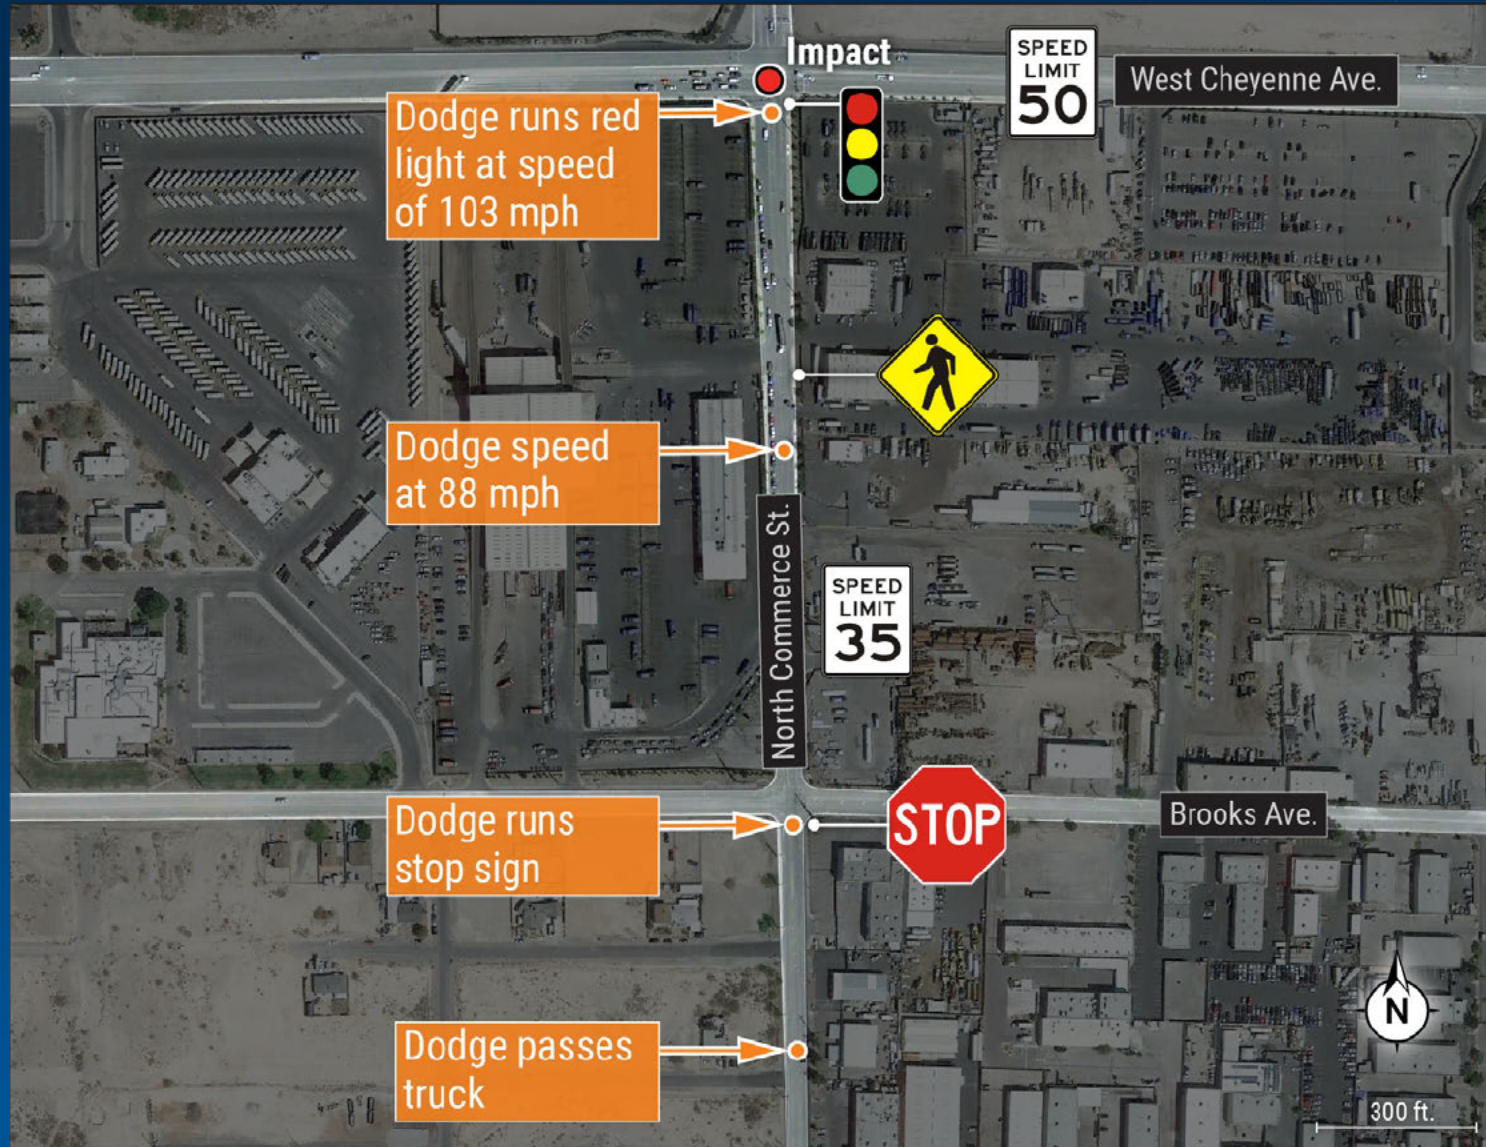 Impact
SPEED
LIMIT
50
West Cheyenne Ave.
Dodge runs red
light at speed
of 103 mph
Dodge speed
at 88 mph
North Commerce St.
SPEED
LIMIT
35
Dodge runs
stop sign
STOP
Brooks Ave.
Dodge passes
truck
N
300 ft.